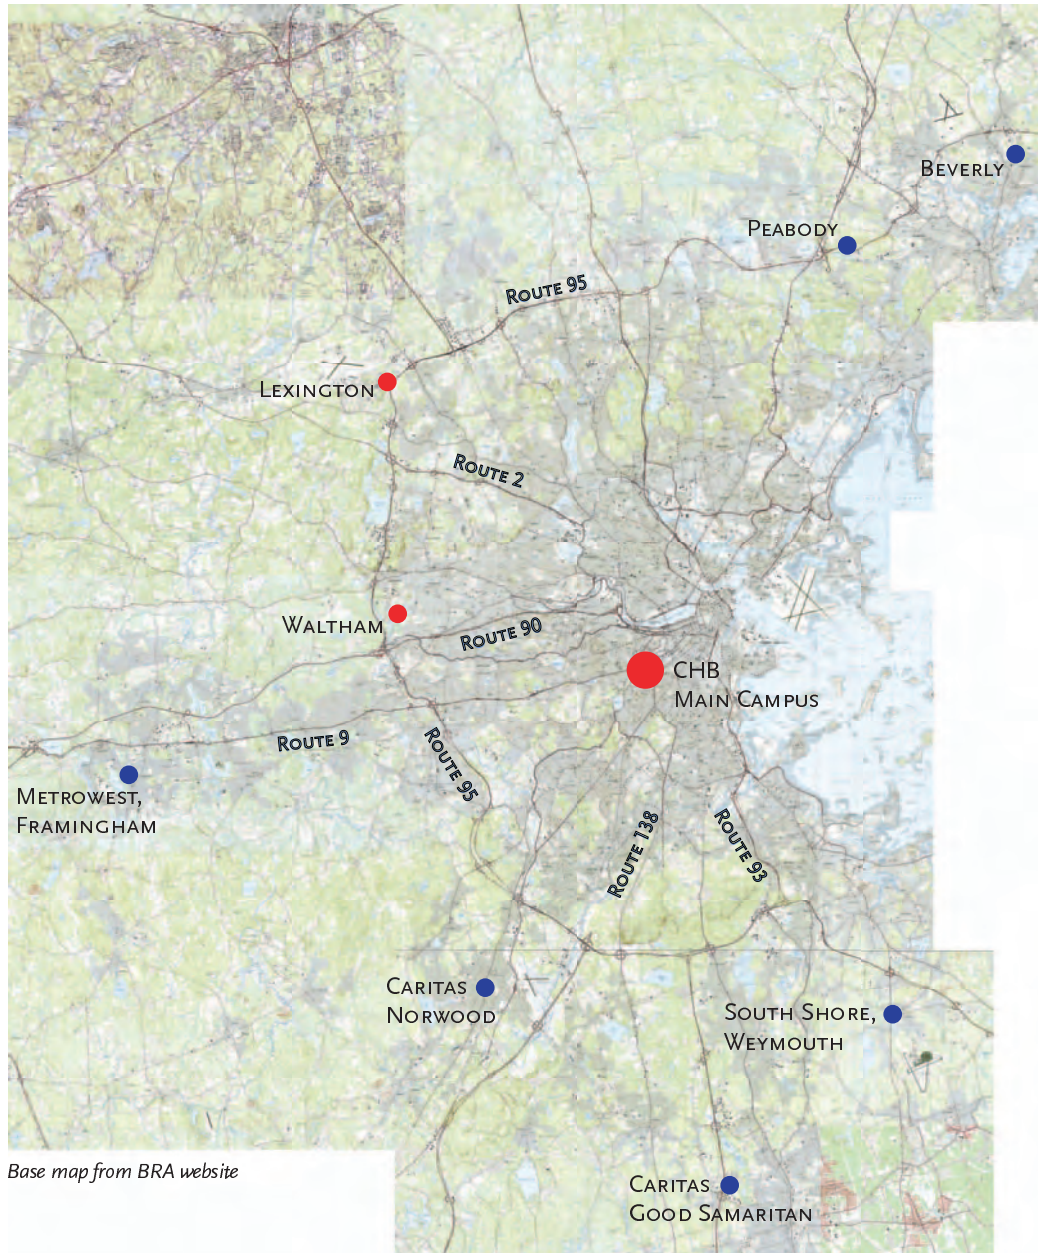 BEVERLY
PEABODY
ROUTE 95
LEXINGTON
ROUTE 2
WALTHAM
ROUTE 90
CHB
MAIN CAMPUS
ROUTE 9
ROUTE 95
METROWEST,
FRAMINGHAM
ROUTE 138
ROUTE 93
CARITAS
NORWOOD
SOUTH SHORE,
WEYMOUTH
Base map from BRA website
CARITAS
GOOD SAMARITAN